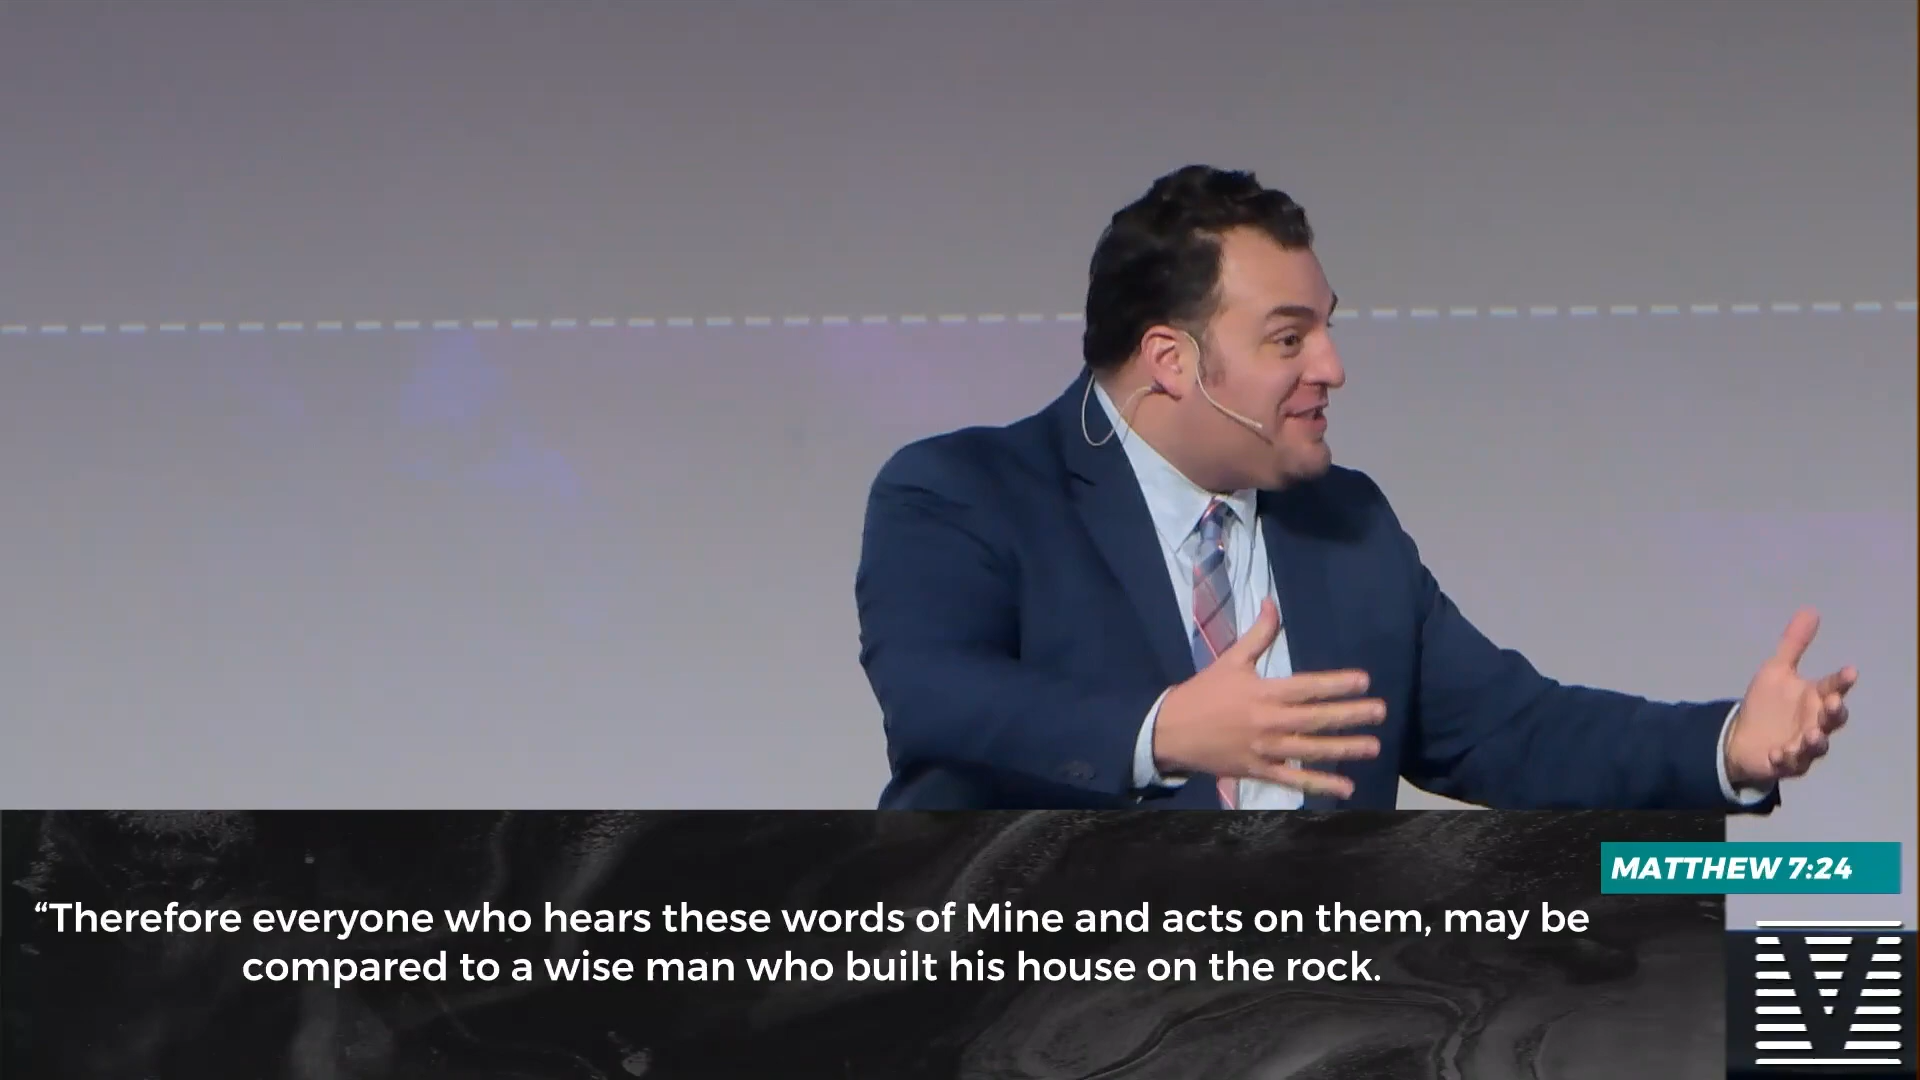 MATTHEW 7:24
“Therefore everyone who hears these words of Mine and acts on them, may be
compared to a wise man who built his house on the rock.
V